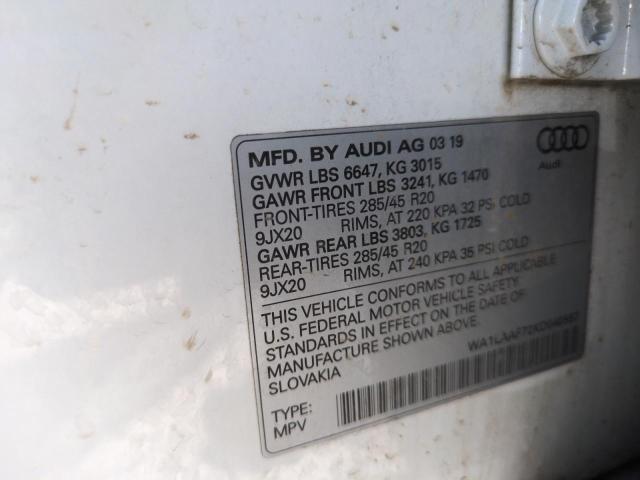 MFD. BY AUDI AG 03 19
GVWR LBS 6647, KG 3015
GAWR FRONT LBS 3241, KG 1470
FRONT-TIRES 285/45 R20
9JX20 RIMS, AT 220 KPA 32 PSI COLD
GAWR REAR LBS 3803, KG 1725
REAR-TIRES 285/45 R20
9JX20 RIMS, AT 240 KPA 35 PSI COLD
THIS VEHICLE CONFORMS TO ALL APPLICABLE
U.S. FEDERAL MOTOR VEHICLE SAFETY
STANDARDS IN EFFECT ON THE DATE OF
MANUFACTURE SHOWN ABOVE.
SLOVAKIA
TYPE:
MPV
Audi